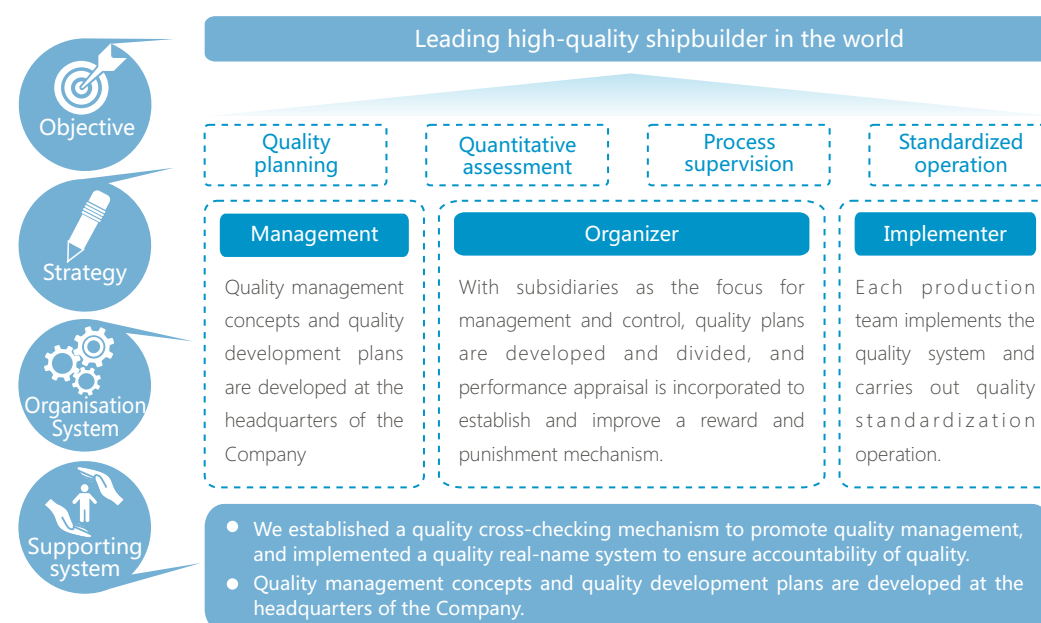 Objective
Leading high-quality shipbuilder in the world
Strategy
Quality
planning
Quantitative
assessment
Process
supervision
Standardized
operation
Organisation
System
Management
Quality management
concepts and quality
development plans
are developed at the
headquarters of the
Company
Organizer
With subsidiaries as the focus for
management and control, quality plans
are developed and divided, and
performance appraisal is incorporated to
establish and improve a reward and
punishment mechanism.
Implementer
Each production
team implements the
quality system and
carries out quality
standardization
operation.
Supporting
system
● We established a quality cross-checking mechanism to promote quality management,
and implemented a quality real-name system to ensure accountability of quality.
● Quality management concepts and quality development plans are developed at the
headquarters of the Company.